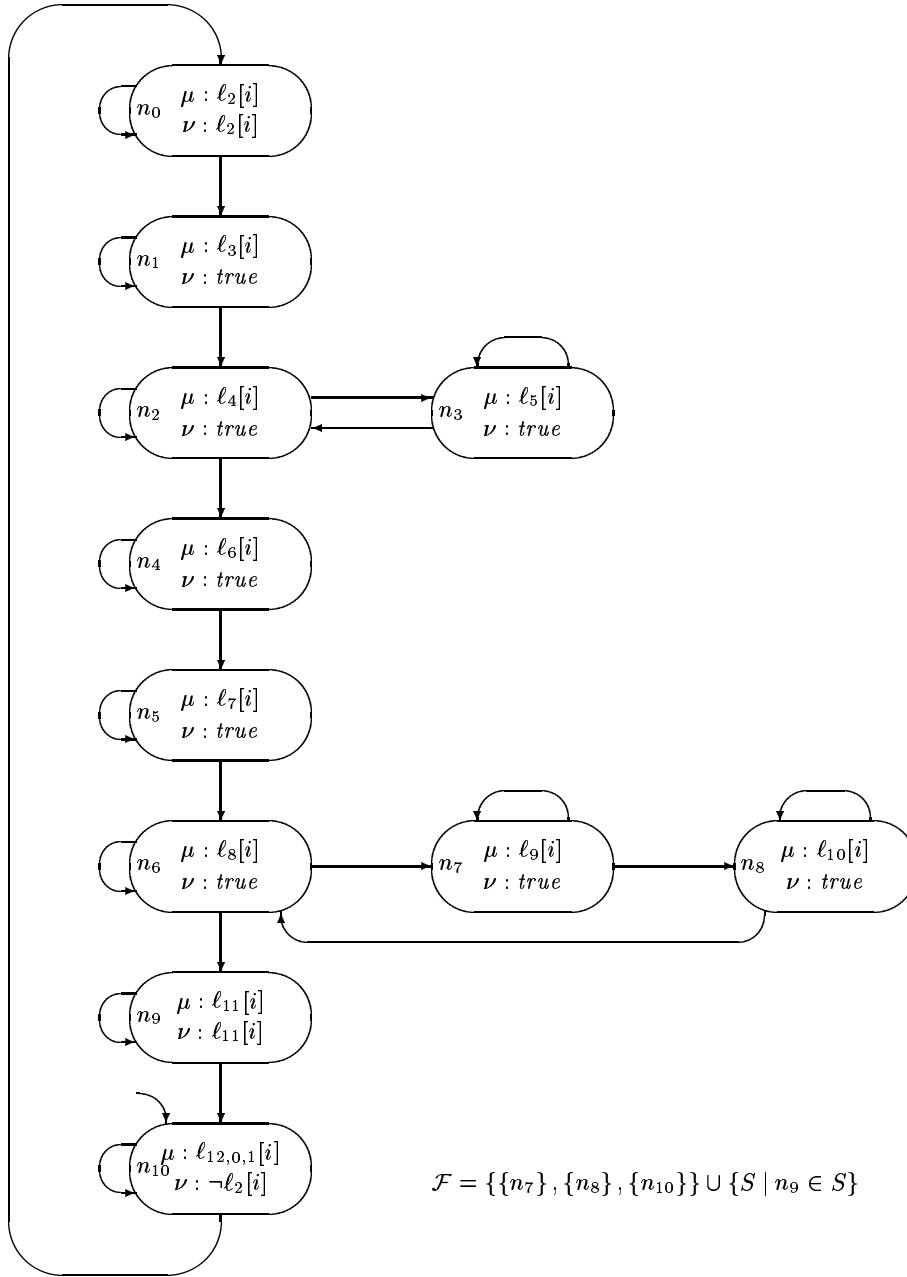 n₀ μ : ℓ₂[i]
ν : ℓ₂[i]
n₁ μ : ℓ₃[i]
ν : true
n₂ μ : ℓ₄[i]
ν : true
n₃ μ : ℓ₅[i]
ν : true
n₄ μ : ℓ₆[i]
ν : true
n₅ μ : ℓ₇[i]
ν : true
n₆ μ : ℓ₈[i]
ν : true
n₇ μ : ℓ₉[i]
ν : true
n₈ μ : ℓ₁₀[i]
ν : true
n₉ μ : ℓ₁₁[i]
ν : ℓ₁₁[i]
n₁₀ μ : ℓ₁₂,₀,₁[i]
ν : ¬ℓ₂[i]
ℱ = {{n₇} , {n₈} , {n₁₀}} ∪ {S | n₉ ∈ S}